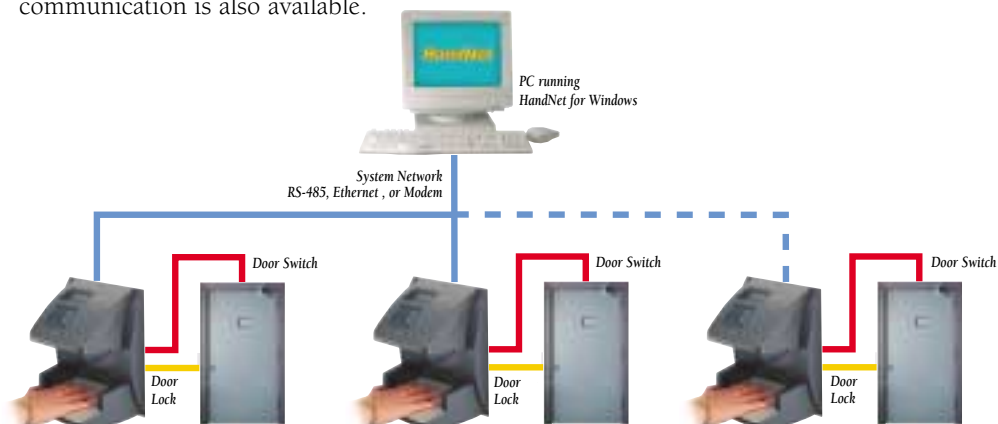 communication is also available.
HandNet
PC running
HandNet for Windows
System Network
RS-485, Ethernet , or Modem
Door Switch
Door Switch
Door Switch
Door
Lock
Door
Lock
Door
Lock